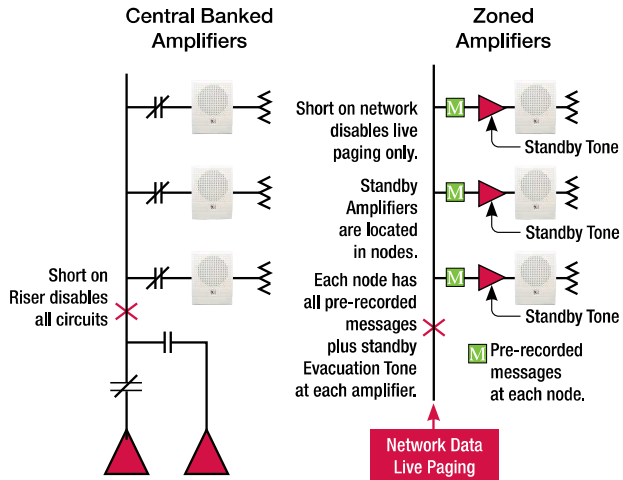 Central Banked
Amplifiers
Short on
Riser disables
all circuits
Zoned
Amplifiers
Short on network
disables live
paging only.
Standby
Amplifiers
are located
in nodes.
Each node has
all pre-recorded
messages
plus standby
Evacuation Tone
at each amplifier.
M
Standby Tone
M
Standby Tone
M
Standby Tone
M Pre-recorded
messages
at each node.
Network Data
Live Paging